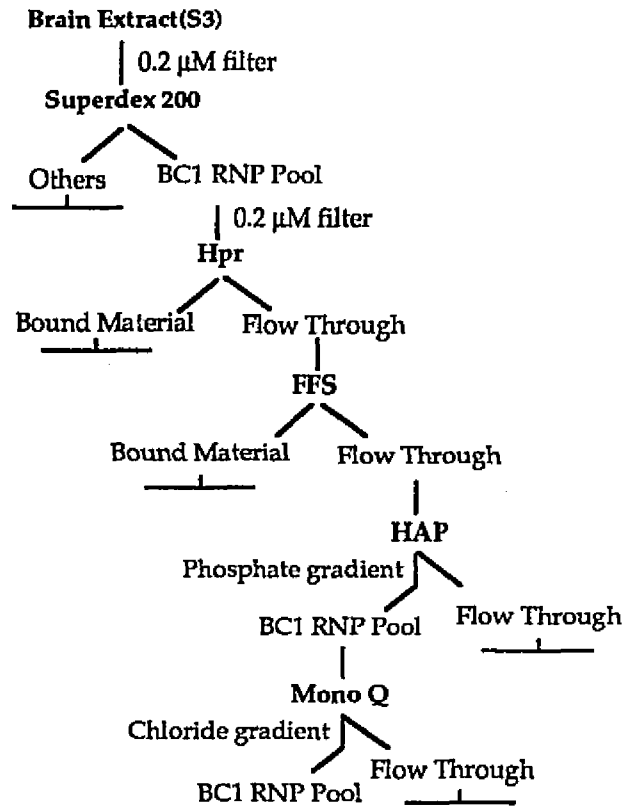 Brain Extract(S3)
0.2 µM filter
Superdex 200
Others
BC1 RNP Pool
0.2 µM filter
Hpr
Bound Material
Flow Through
FFS
Bound Material
Flow Through
HAP
Phosphate gradient
BC1 RNP Pool
Flow Through
Mono Q
Chloride gradient
BC1 RNP Pool
Flow Through